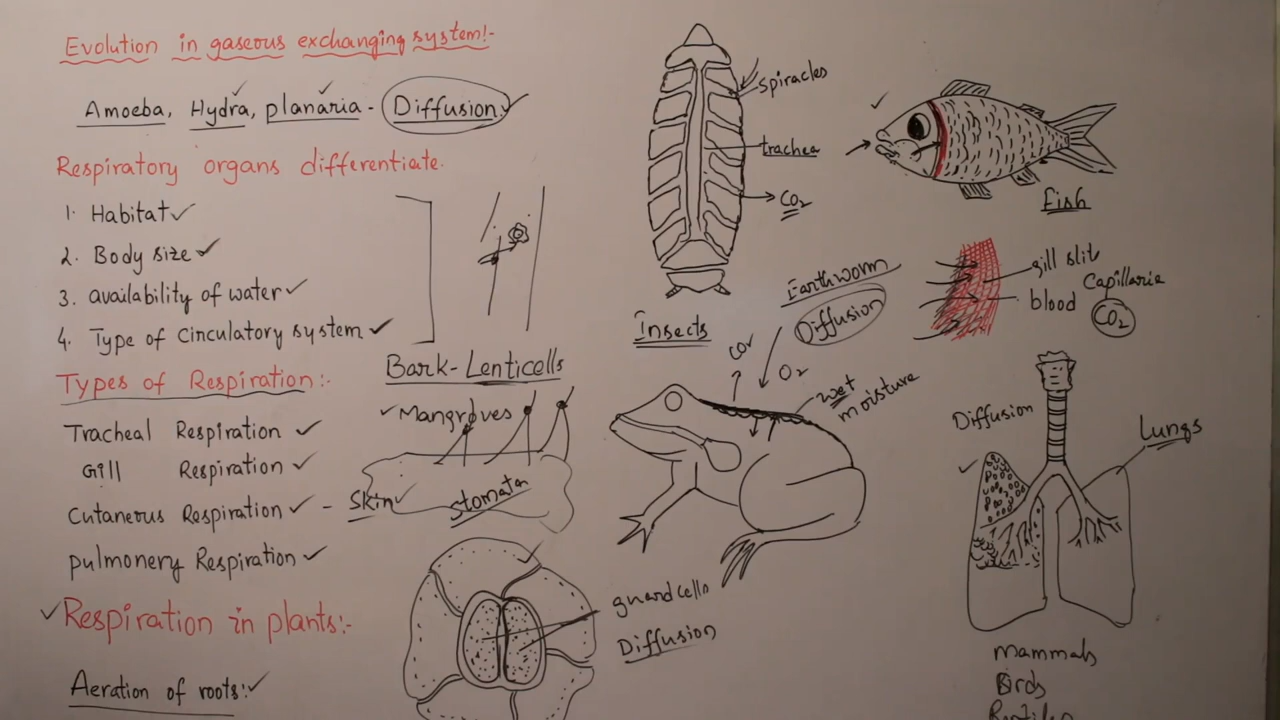 Evolution in gaseous exchanging system:-
Amoeba, Hydra, planaria - Diffusion
Respiratory organs differentiate.
1. Habitat
2. Body size
3. availability of water
4. Type of Circulatory system
Types of Respiration:-
Tracheal Respiration
Gill Respiration
Cutaneous Respiration - Skin
pulmonery Respiration
Respiration in plants:-
Aeration of roots:-
Bark - Lenticells
Mangroves
Stomata
guard cells
Diffusion
spiracles
trachea
CO2
Insects
Fish
gill slit
Capillaria
blood
CO2
Earthworm
Diffusion
O2
wet
moisture
Diffusion
Lungs
mammals
Birds
Reptiles